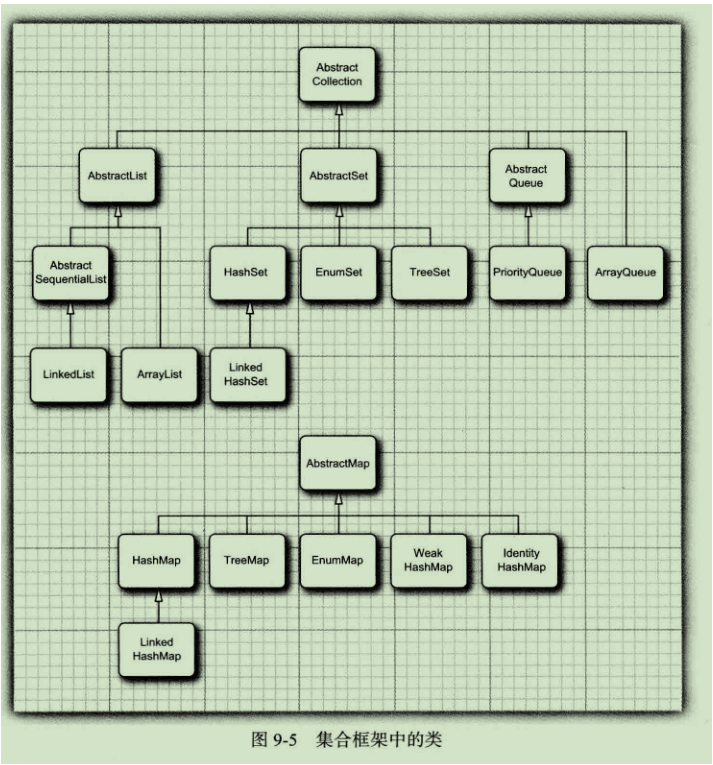 Abstract
Collection
AbstractList
AbstractSet
Abstract
Queue
Abstract
SequentialList
HashSet
EnumSet
TreeSet
PriorityQueue
ArrayQueue
LinkedList
ArrayList
Linked
HashSet
AbstractMap
HashMap
TreeMap
EnumMap
Weak
HashMap
Identity
HashMap
Linked
HashMap
图 9-5 集合框架中的类